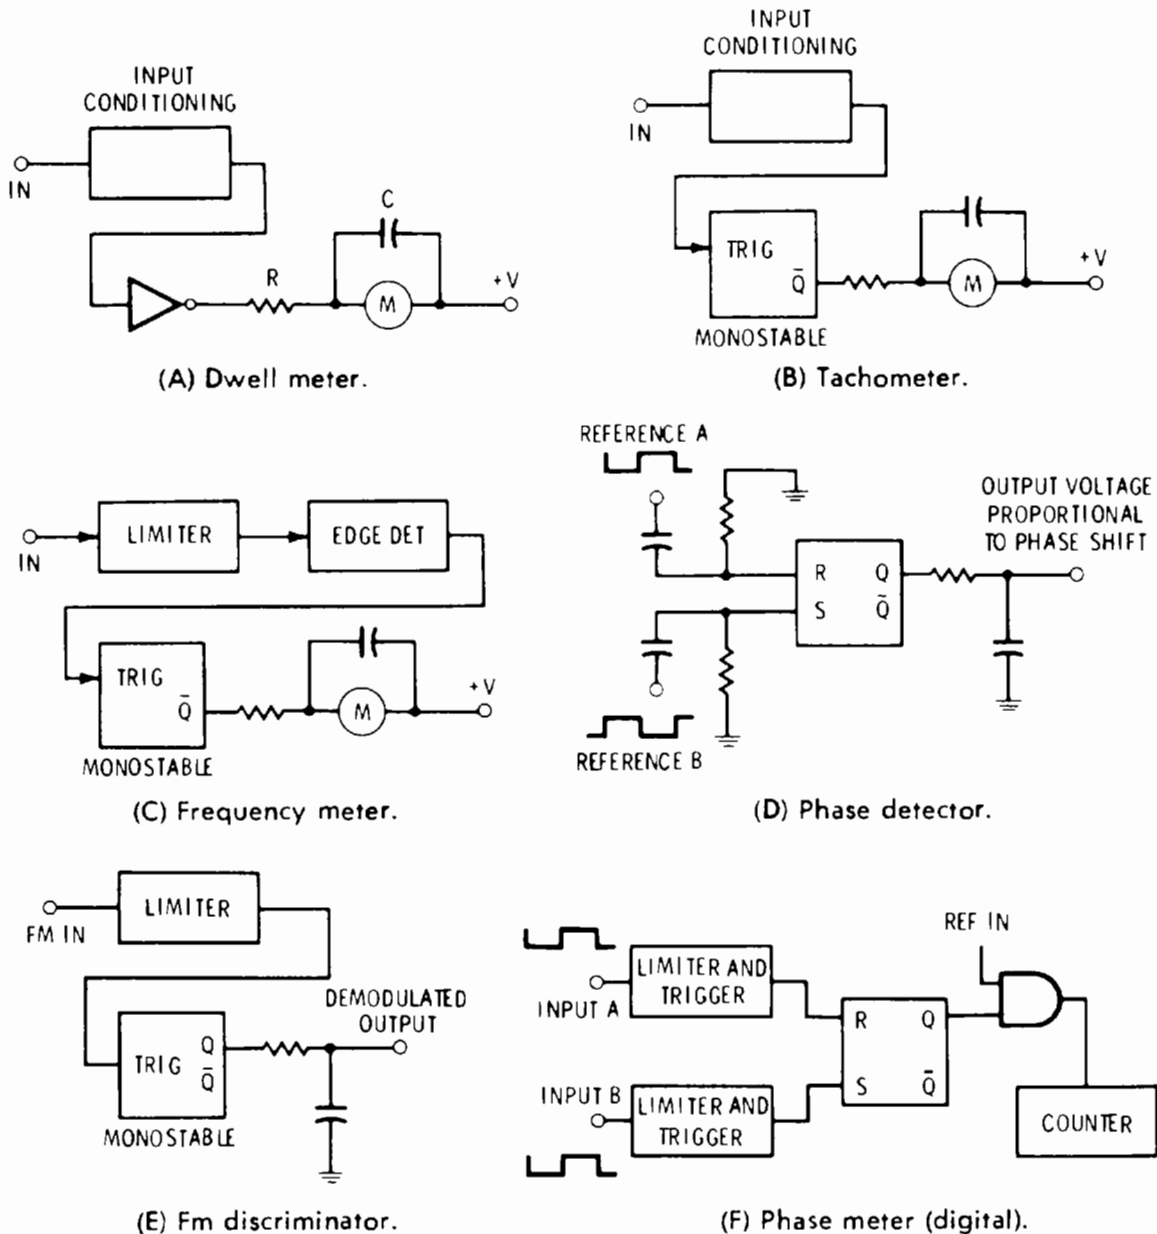 INPUT
CONDITIONING
IN
C
R
M
+V
(A) Dwell meter.
INPUT
CONDITIONING
IN
TRIG
Q̅
MONOSTABLE
M
+V
(B) Tachometer.
IN
LIMITER
EDGE DET
TRIG
Q̅
MONOSTABLE
M
+V
(C) Frequency meter.
REFERENCE A
R Q
S Q̅
REFERENCE B
OUTPUT VOLTAGE
PROPORTIONAL
TO PHASE SHIFT
(D) Phase detector.
FM IN
LIMITER
TRIG
Q
Q̅
MONOSTABLE
DEMODULATED
OUTPUT
(E) Fm discriminator.
INPUT A
LIMITER AND
TRIGGER
INPUT B
LIMITER AND
TRIGGER
R Q
S Q̅
REF IN
COUNTER
(F) Phase meter (digital).